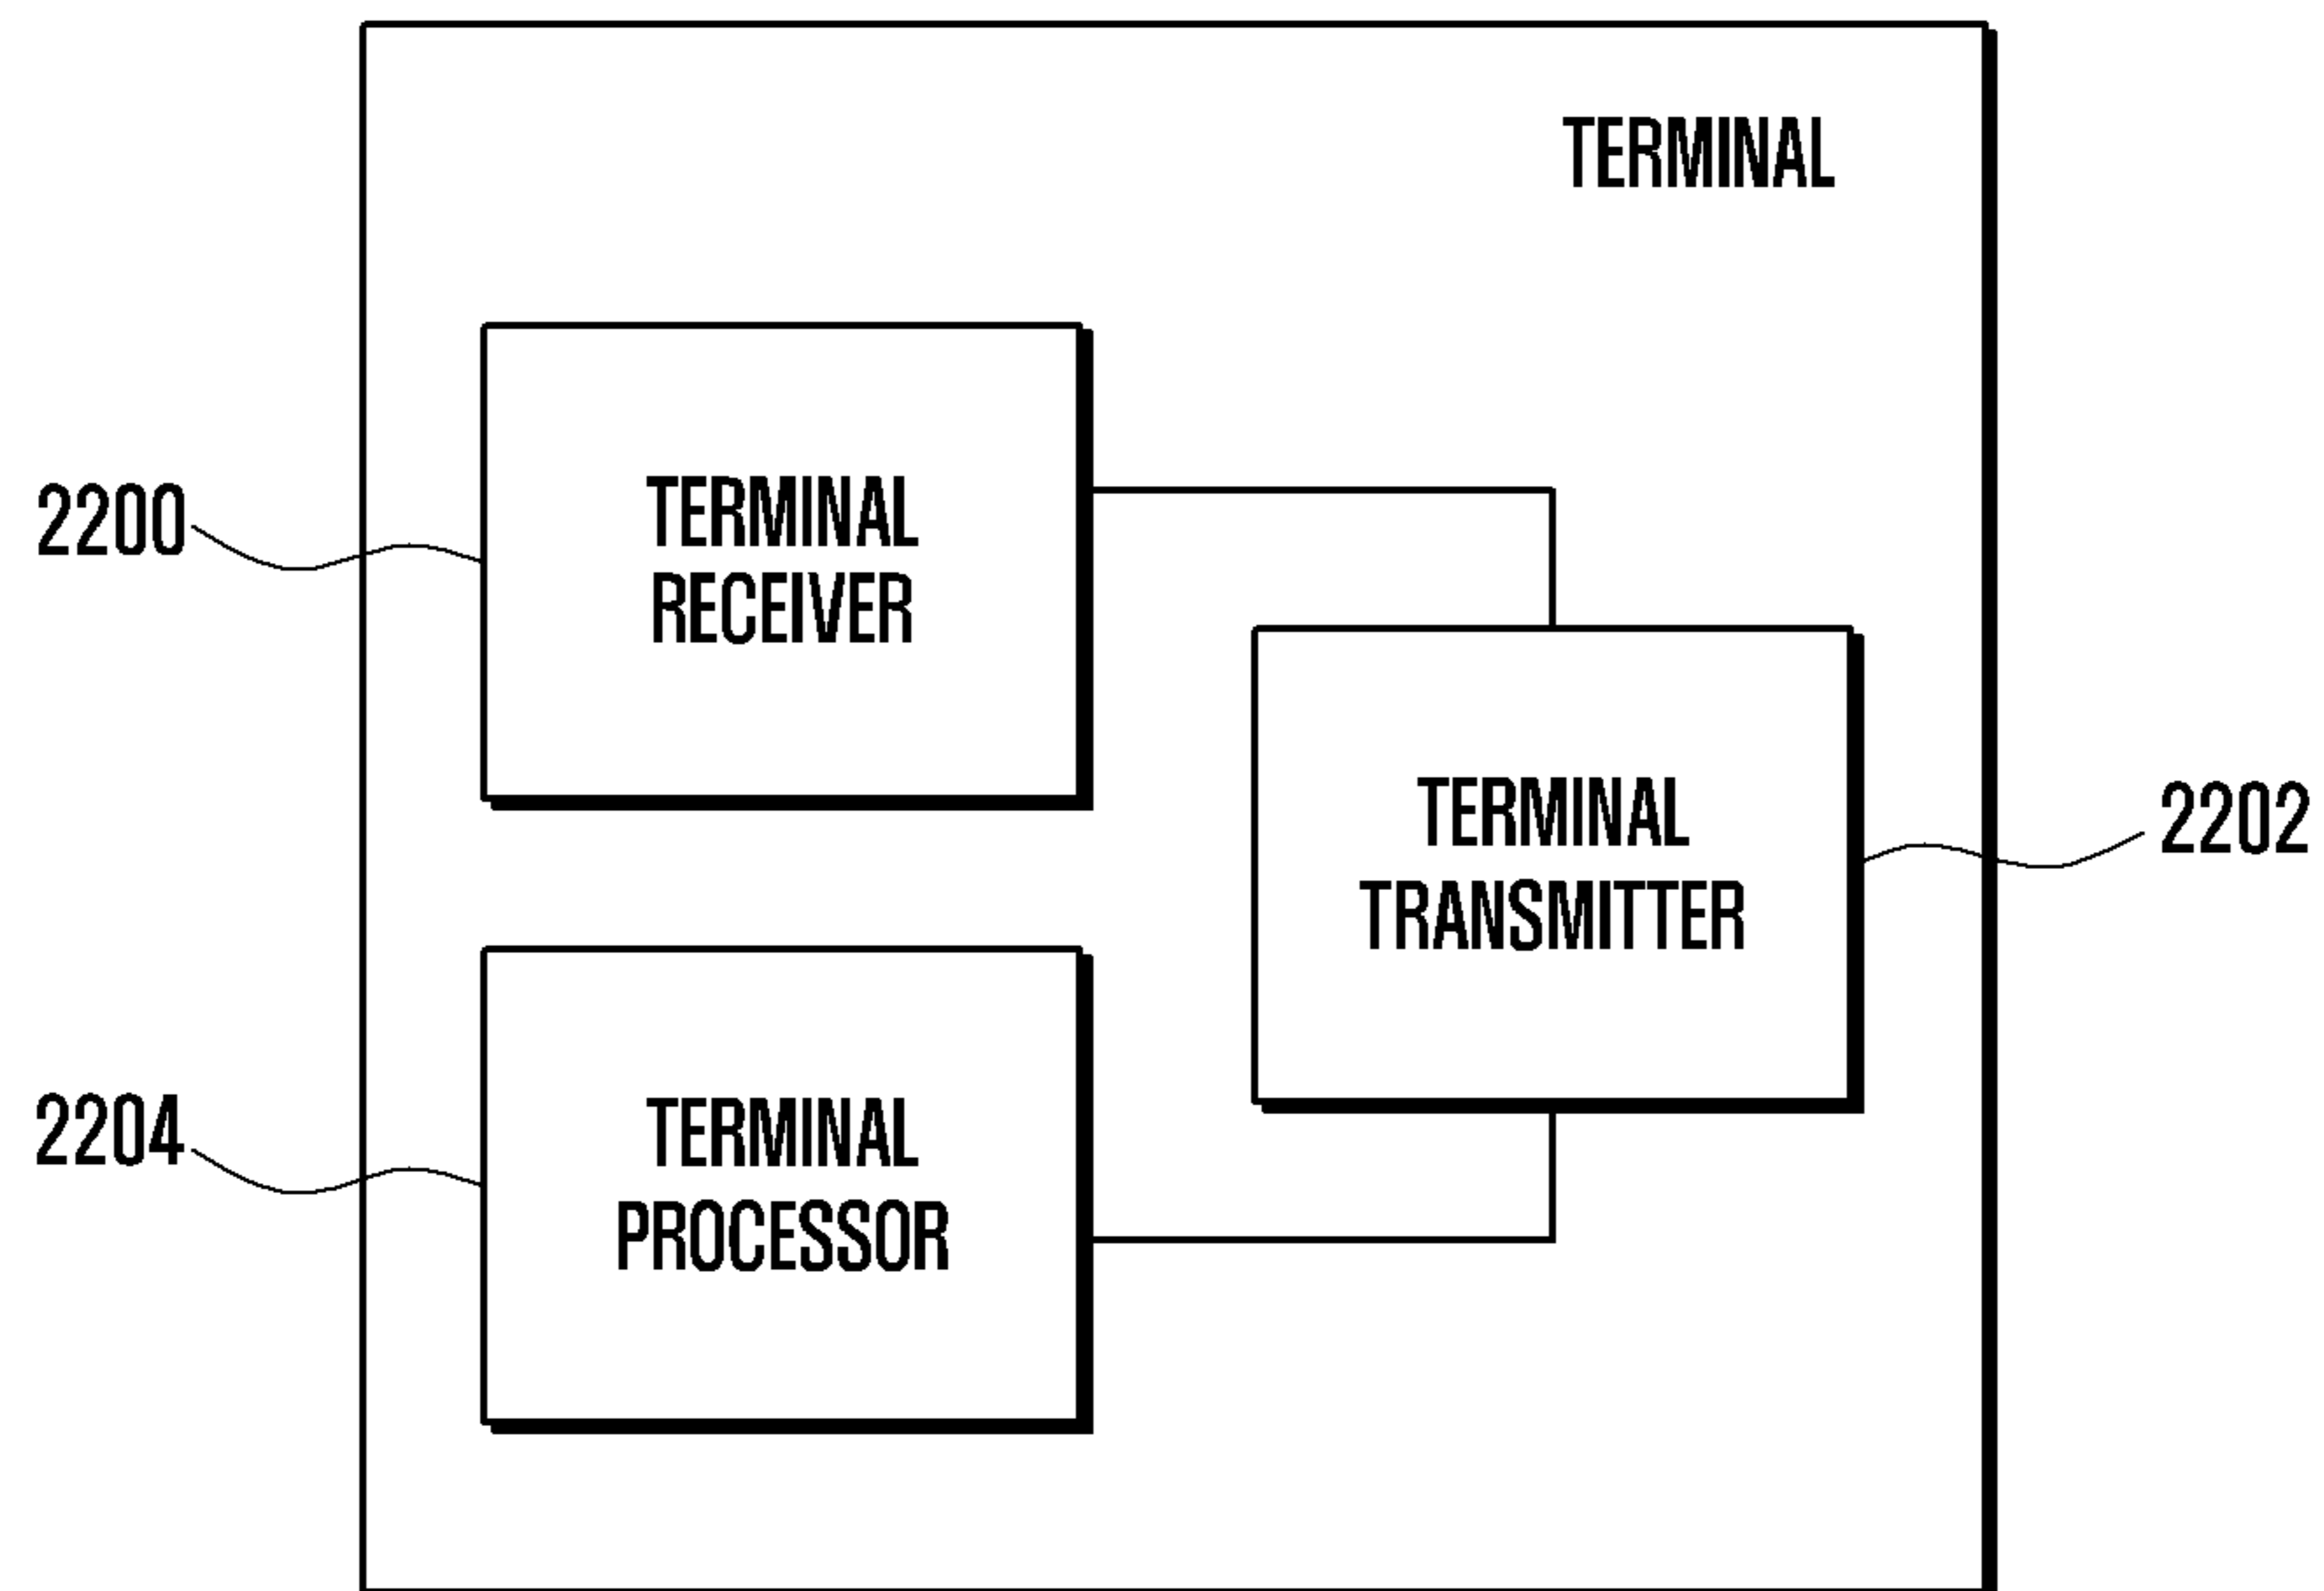 TERMINAL
2200
TERMINAL
RECEIVER
TERMINAL
TRANSMITTER
2202
2204
TERMINAL
PROCESSOR